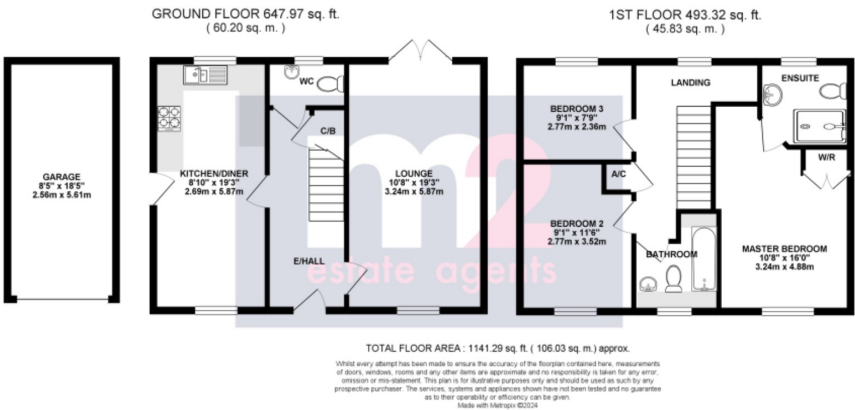 GROUND FLOOR 647.97 sq. ft.
( 60.20 sq. m. )
1ST FLOOR 493.32 sq. ft.
( 45.83 sq. m. )
GARAGE
8'5" x 18'5"
2.56m x 5.61m
KITCHEN/DINER
8'10" x 19'3"
2.69m x 5.87m
WC
C/B
E/HALL
LOUNGE
10'8" x 19'3"
3.24m x 5.87m
BEDROOM 3
9'1" x 7'9"
2.77m x 2.36m
LANDING
ENSUITE
W/R
A/C
BEDROOM 2
9'1" x 11'6"
2.77m x 3.52m
BATHROOM
MASTER BEDROOM
10'8" x 16'0"
3.24m x 4.88m
m2
estate agents
TOTAL FLOOR AREA : 1141.29 sq. ft. ( 106.03 sq. m.) approx.
Whilst every attempt has been made to ensure the accuracy of the floorplan contained here, measurements
of doors, windows, rooms and any other items are approximate and no responsibility is taken for any error,
omission or mis-statement. This plan is for illustrative purposes only and should be used as such by any
prospective purchaser. The services, systems and appliances shown have not been tested and no guarantee
as to their operability or efficiency can be given.
Made with Metropix ©2024